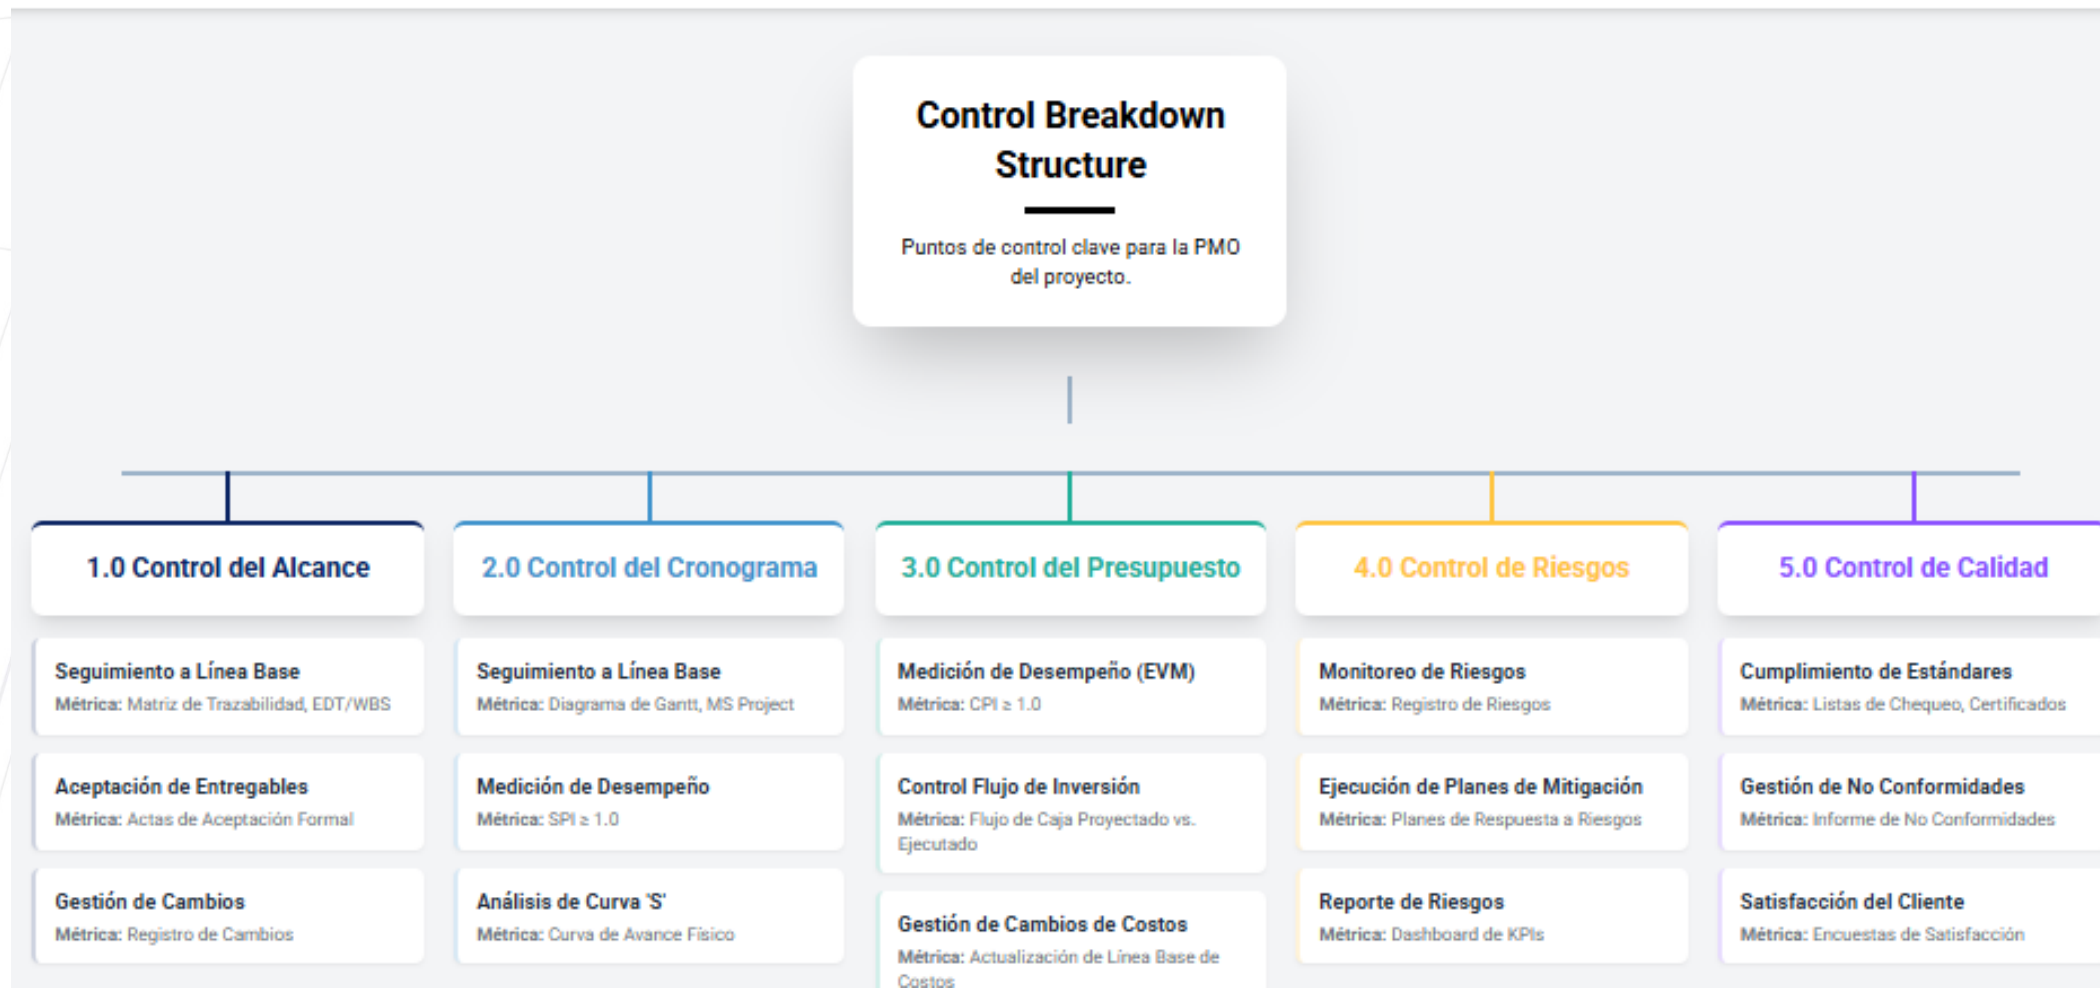 Control Breakdown
Structure
Puntos de control clave para la PMO
del proyecto.
1.0 Control del Alcance
Seguimiento a Línea Base
Métrica: Matriz de Trazabilidad, EDT/WBS
Aceptación de Entregables
Métrica: Actas de Aceptación Formal
Gestión de Cambios
Métrica: Registro de Cambios
2.0 Control del Cronograma
Seguimiento a Línea Base
Métrica: Diagrama de Gantt, MS Project
Medición de Desempeño
Métrica: SPI ≥ 1.0
Análisis de Curva 'S'
Métrica: Curva de Avance Físico
3.0 Control del Presupuesto
Medición de Desempeño (EVM)
Métrica: CPI ≥ 1.0
Control Flujo de Inversión
Métrica: Flujo de Caja Proyectado vs.
Ejecutado
Gestión de Cambios de Costos
Métrica: Actualización de Línea Base de
Costos
4.0 Control de Riesgos
Monitoreo de Riesgos
Métrica: Registro de Riesgos
Ejecución de Planes de Mitigación
Métrica: Planes de Respuesta a Riesgos
Reporte de Riesgos
Métrica: Dashboard de KPIs
5.0 Control de Calidad
Cumplimiento de Estándares
Métrica: Listas de Chequeo, Certificados
Gestión de No Conformidades
Métrica: Informe de No Conformidades
Satisfacción del Cliente
Métrica: Encuestas de Satisfacción